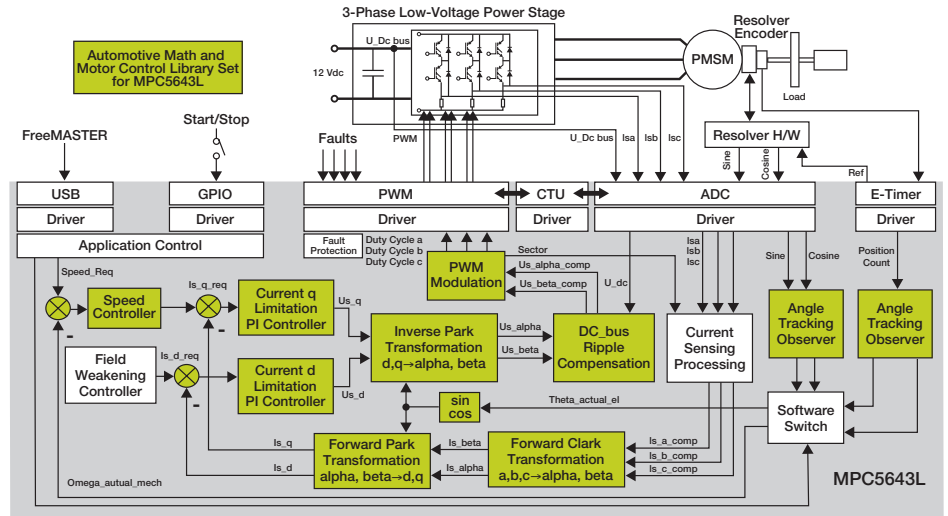 3-Phase Low-Voltage Power Stage
Automotive Math and
Motor Control Library Set
for MPC5643L
U_Dc bus
12 Vdc
Resolver
Encoder
PMSM
Load
FreeMASTER
Start/Stop
Faults
PWM
U_Dc bus
Isa
Isb
Isc
Resolver H/W
Sine
Cosine
Ref
USB
GPIO
PWM
CTU
ADC
E-Timer
Driver
Driver
Driver
Driver
Driver
Driver
Application Control
Fault
Protection
Duty Cycle a
Duty Cycle b
Duty Cycle c
Sector
Isa
Isb
Isc
Sine
Cosine
Position
Count
Speed_Req
Is_q_req
PWM
Modulation
Us_alpha_comp
Us_beta_comp
U_dc
Speed
Controller
-
-
Current q
Limitation
PI Controller
Us_q
Inverse Park
Transformation
d,q→alpha, beta
Us_alpha
Us_beta
DC_bus
Ripple
Compensation
Current
Sensing
Processing
Angle
Tracking
Observer
Angle
Tracking
Observer
Field
Weakening
Controller
Is_d_req
-
Current d
Limitation
PI Controller
Us_d
sin
cos
Theta_actual_el
Software
Switch
Is_q
Is_d
Forward Park
Transformation
alpha, beta→d,q
Is_beta
Is_alpha
Forward Clark
Transformation
a,b,c→alpha, beta
Is_a_comp
Is_b_comp
Is_c_comp
Omega_autual_mech
MPC5643L